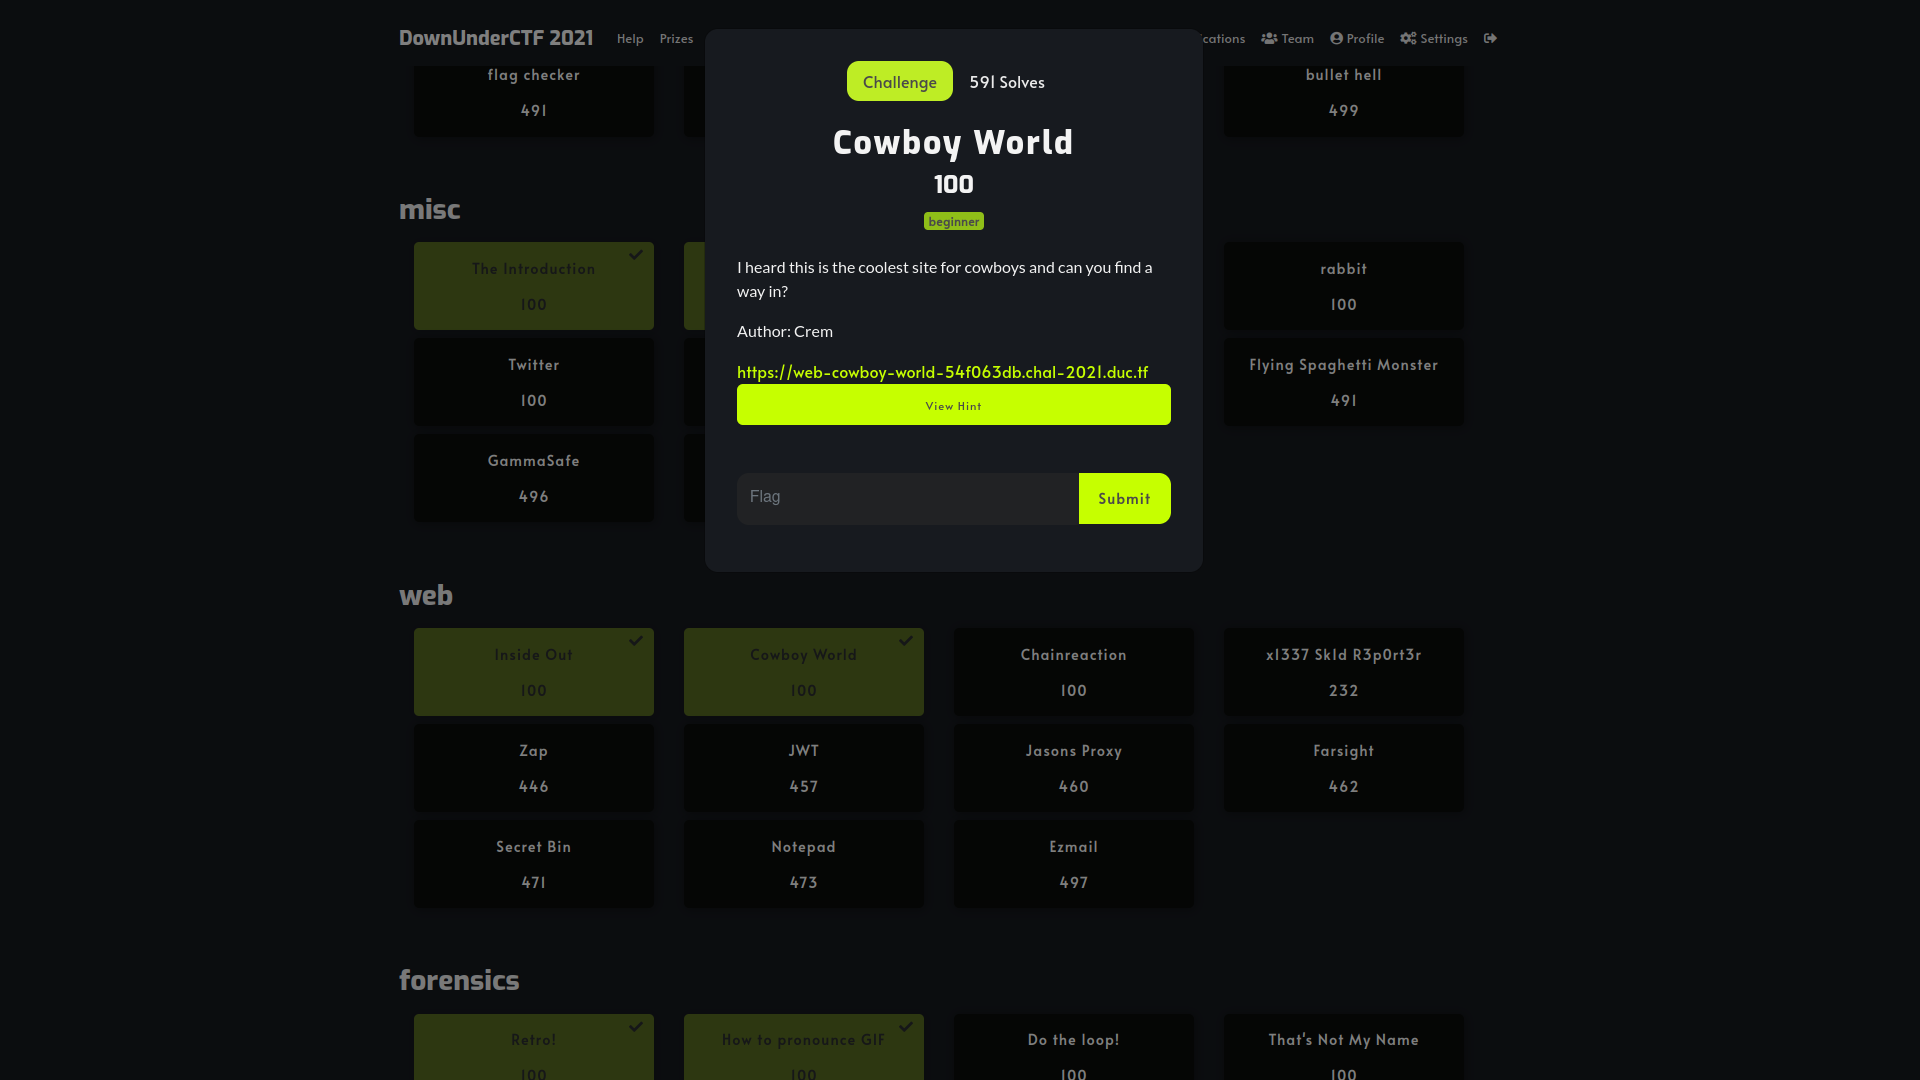 DownUnderCTF 2021 Help Prizes
cations Team Profile Settings
flag checker
491
bullet hell
499
Challenge
591 Solves
Cowboy World
100
beginner
I heard this is the coolest site for cowboys and can you find a
way in?
Author: Crem
https://web-cowboy-world-54f063db.chal-2021.duc.tf
View Hint
Flag
Submit
misc
The Introduction
100
rabbit
100
Twitter
100
Flying Spaghetti Monster
491
GammaSafe
496
web
Inside Out
100
Cowboy World
100
Chainreaction
100
x1337 Sk1d R3p0rt3r
232
Zap
446
JWT
457
Jasons Proxy
460
Farsight
462
Secret Bin
471
Notepad
473
Ezmail
497
forensics
Retro!
100
How to pronounce GIF
100
Do the loop!
100
That's Not My Name
100